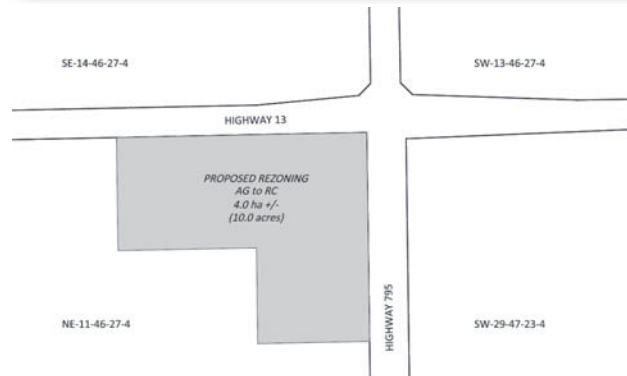 SE-14-46-27-4
SW-13-46-27-4
HIGHWAY 13
PROPOSED REZONING
AG to RC
4.0 ha +/-
(10.0 acres)
HIGHWAY 795
NE-11-46-27-4
SW-29-47-23-4